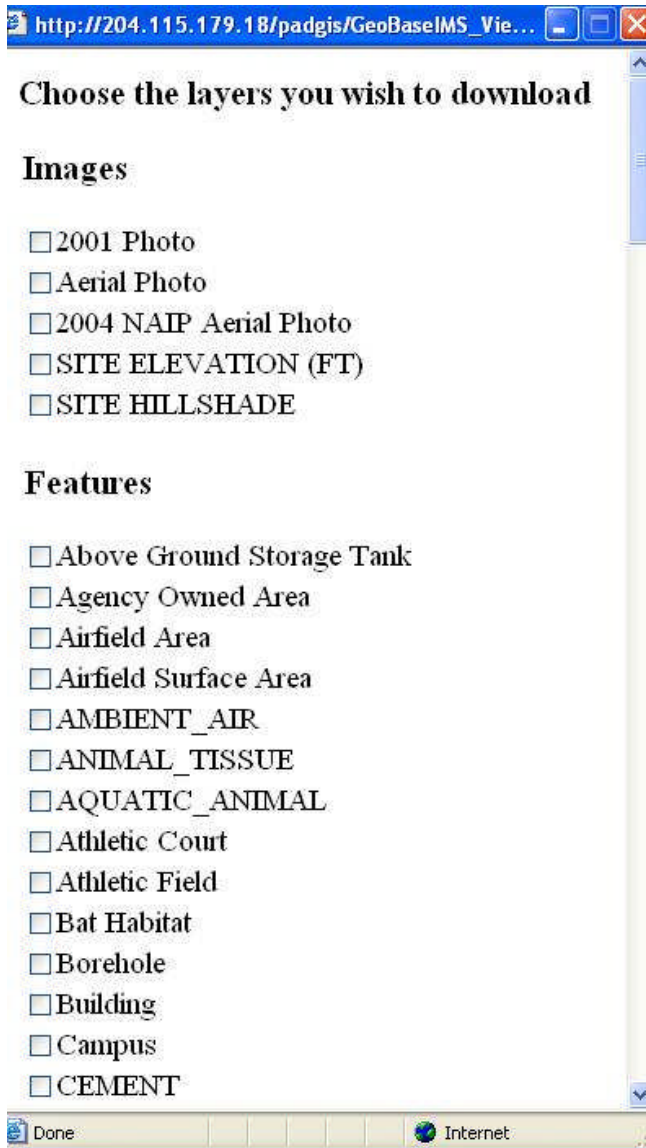 http://204.115.179.18/padgis/GeoBaseIMS_Vie...
Choose the layers you wish to download
Images
2001 Photo
Aerial Photo
2004 NAIP Aerial Photo
SITE ELEVATION (FT)
SITE HILLSHADE
Features
Above Ground Storage Tank
Agency Owned Area
Airfield Area
Airfield Surface Area
AMBIENT_AIR
ANIMAL_TISSUE
AQUATIC_ANIMAL
Athletic Court
Athletic Field
Bat Habitat
Borehole
Building
Campus
CEMENT
Done
Internet